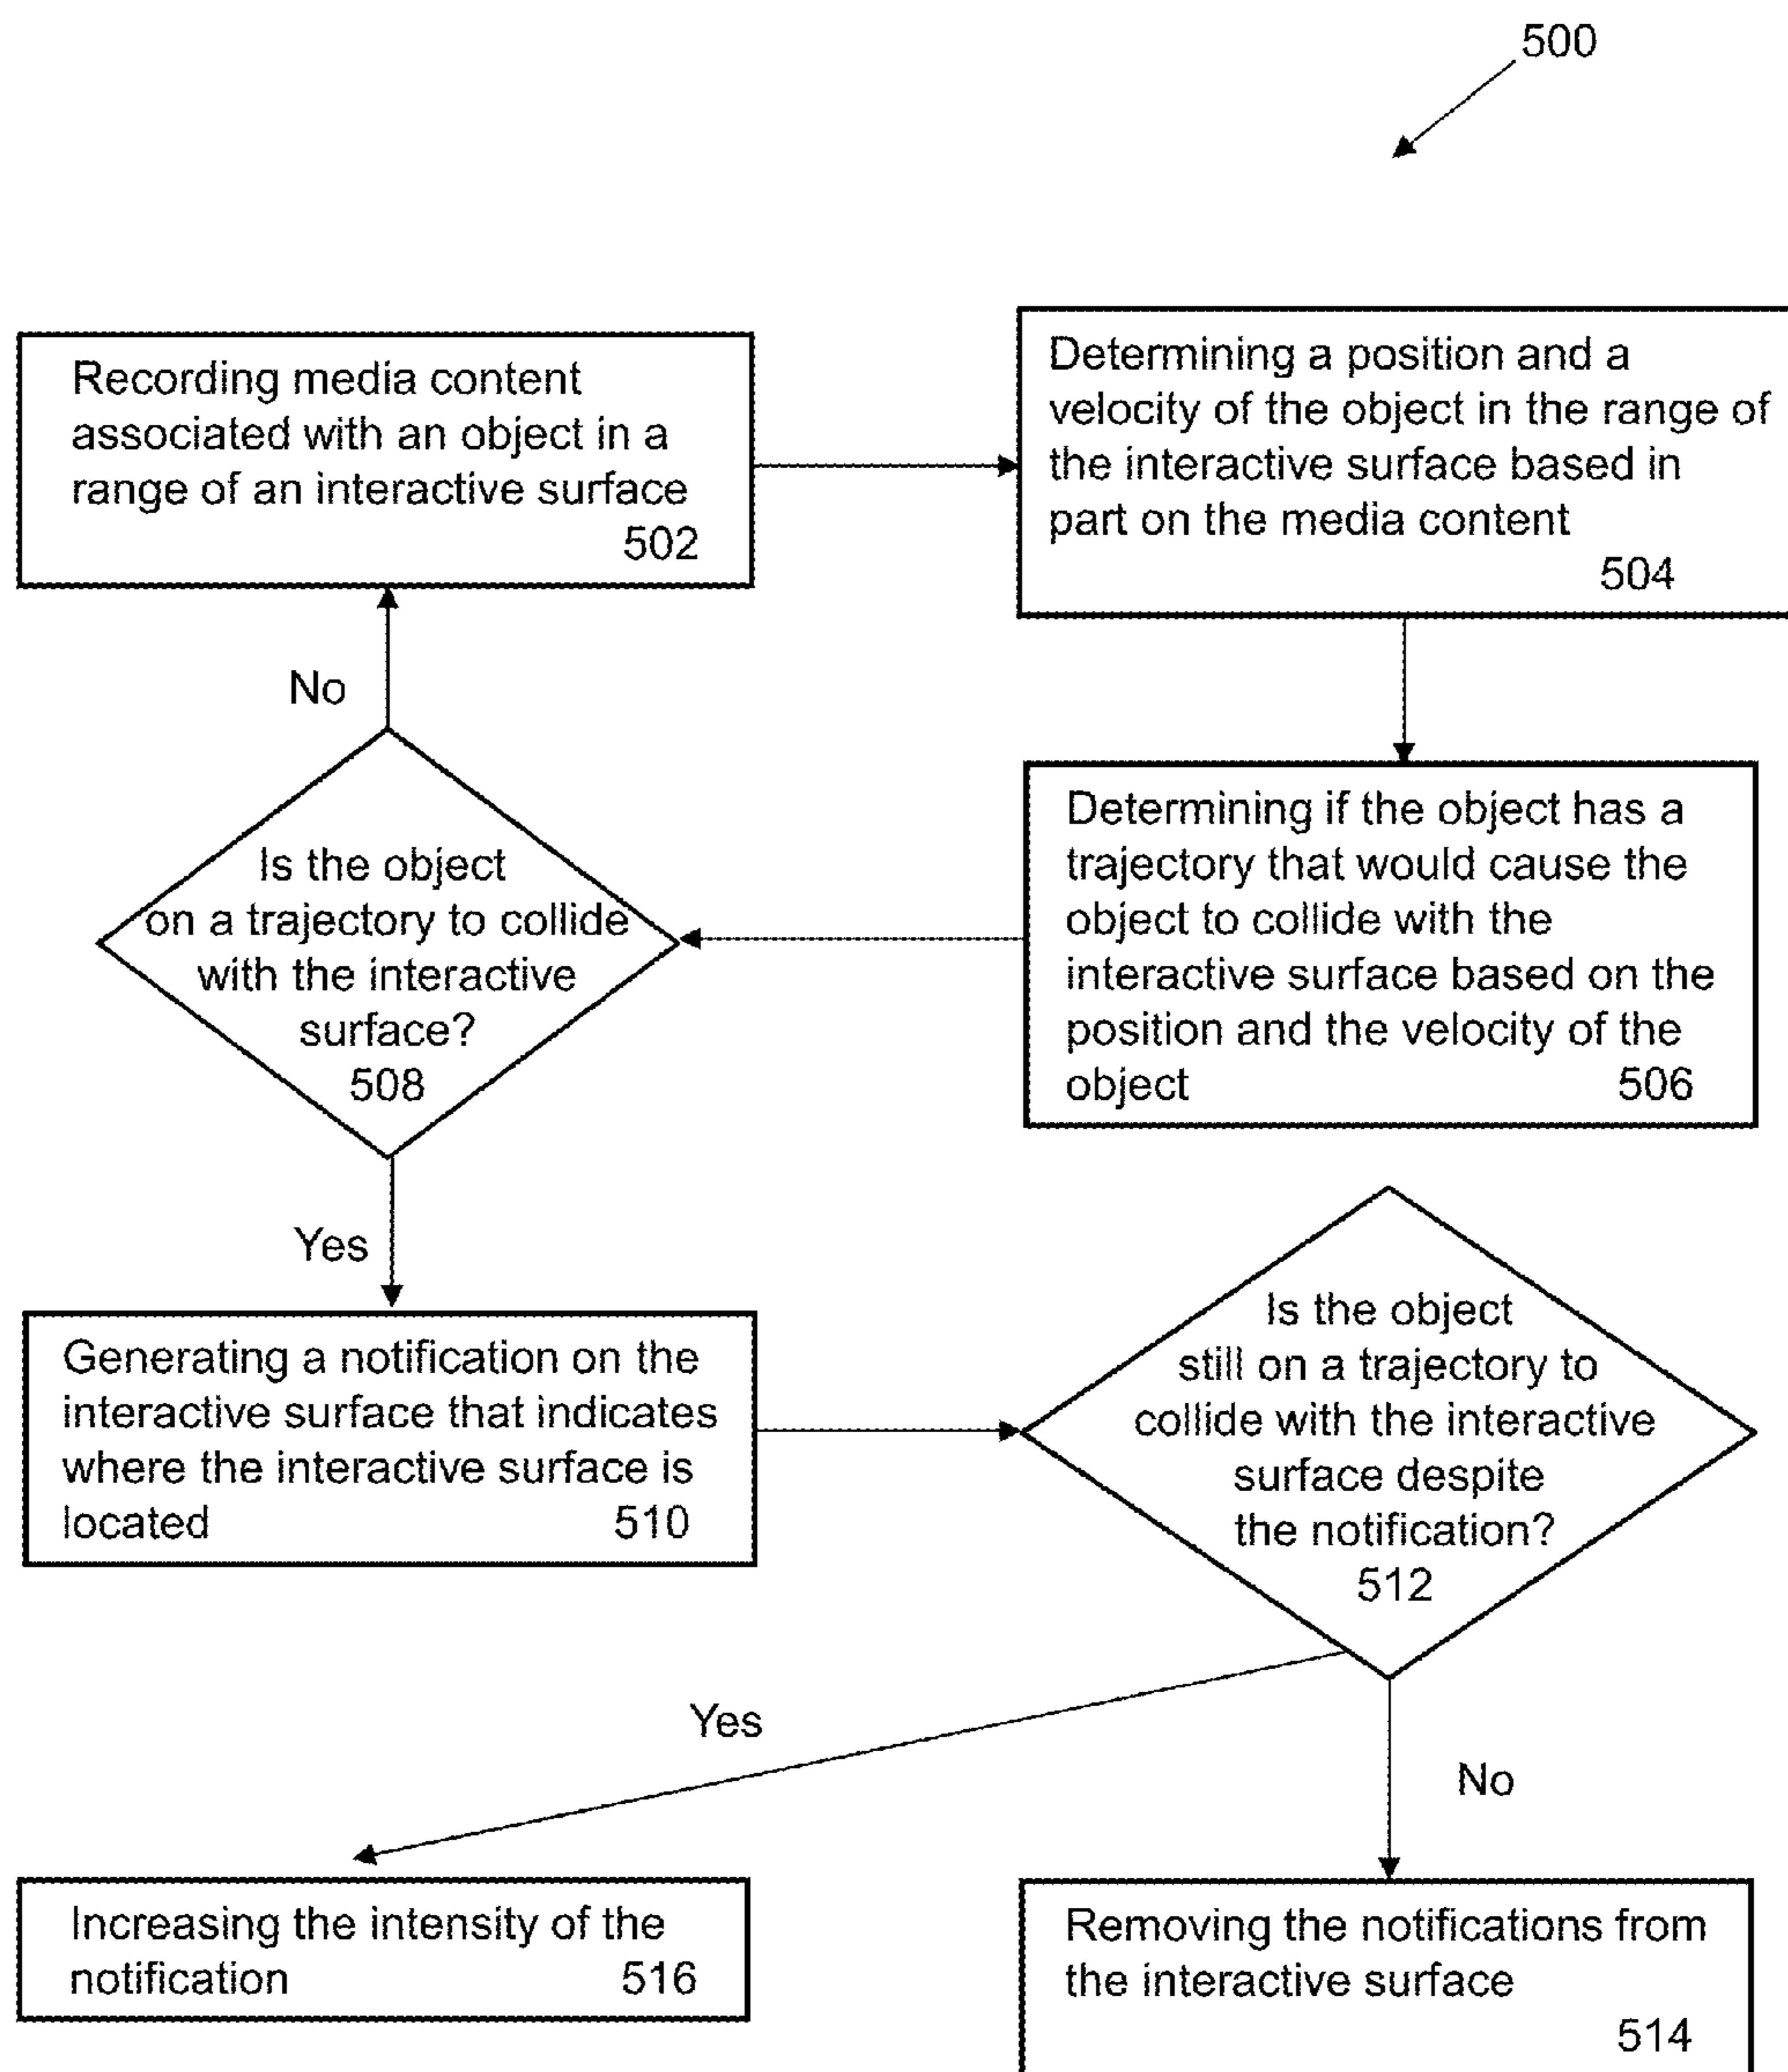 500
Recording media content
associated with an object in a
range of an interactive surface
502
Determining a position and a
velocity of the object in the range of
the interactive surface based in
part on the media content
504
Determining if the object has a
trajectory that would cause the
object to collide with the
interactive surface based on the
position and the velocity of the
object 506
No
Is the object
on a trajectory to collide
with the interactive
surface?
508
Yes
Generating a notification on the
interactive surface that indicates
where the interactive surface is
located 510
Is the object
still on a trajectory to
collide with the interactive
surface despite
the notification?
512
Yes
No
Increasing the intensity of the
notification 516
Removing the notifications from
the interactive surface
514